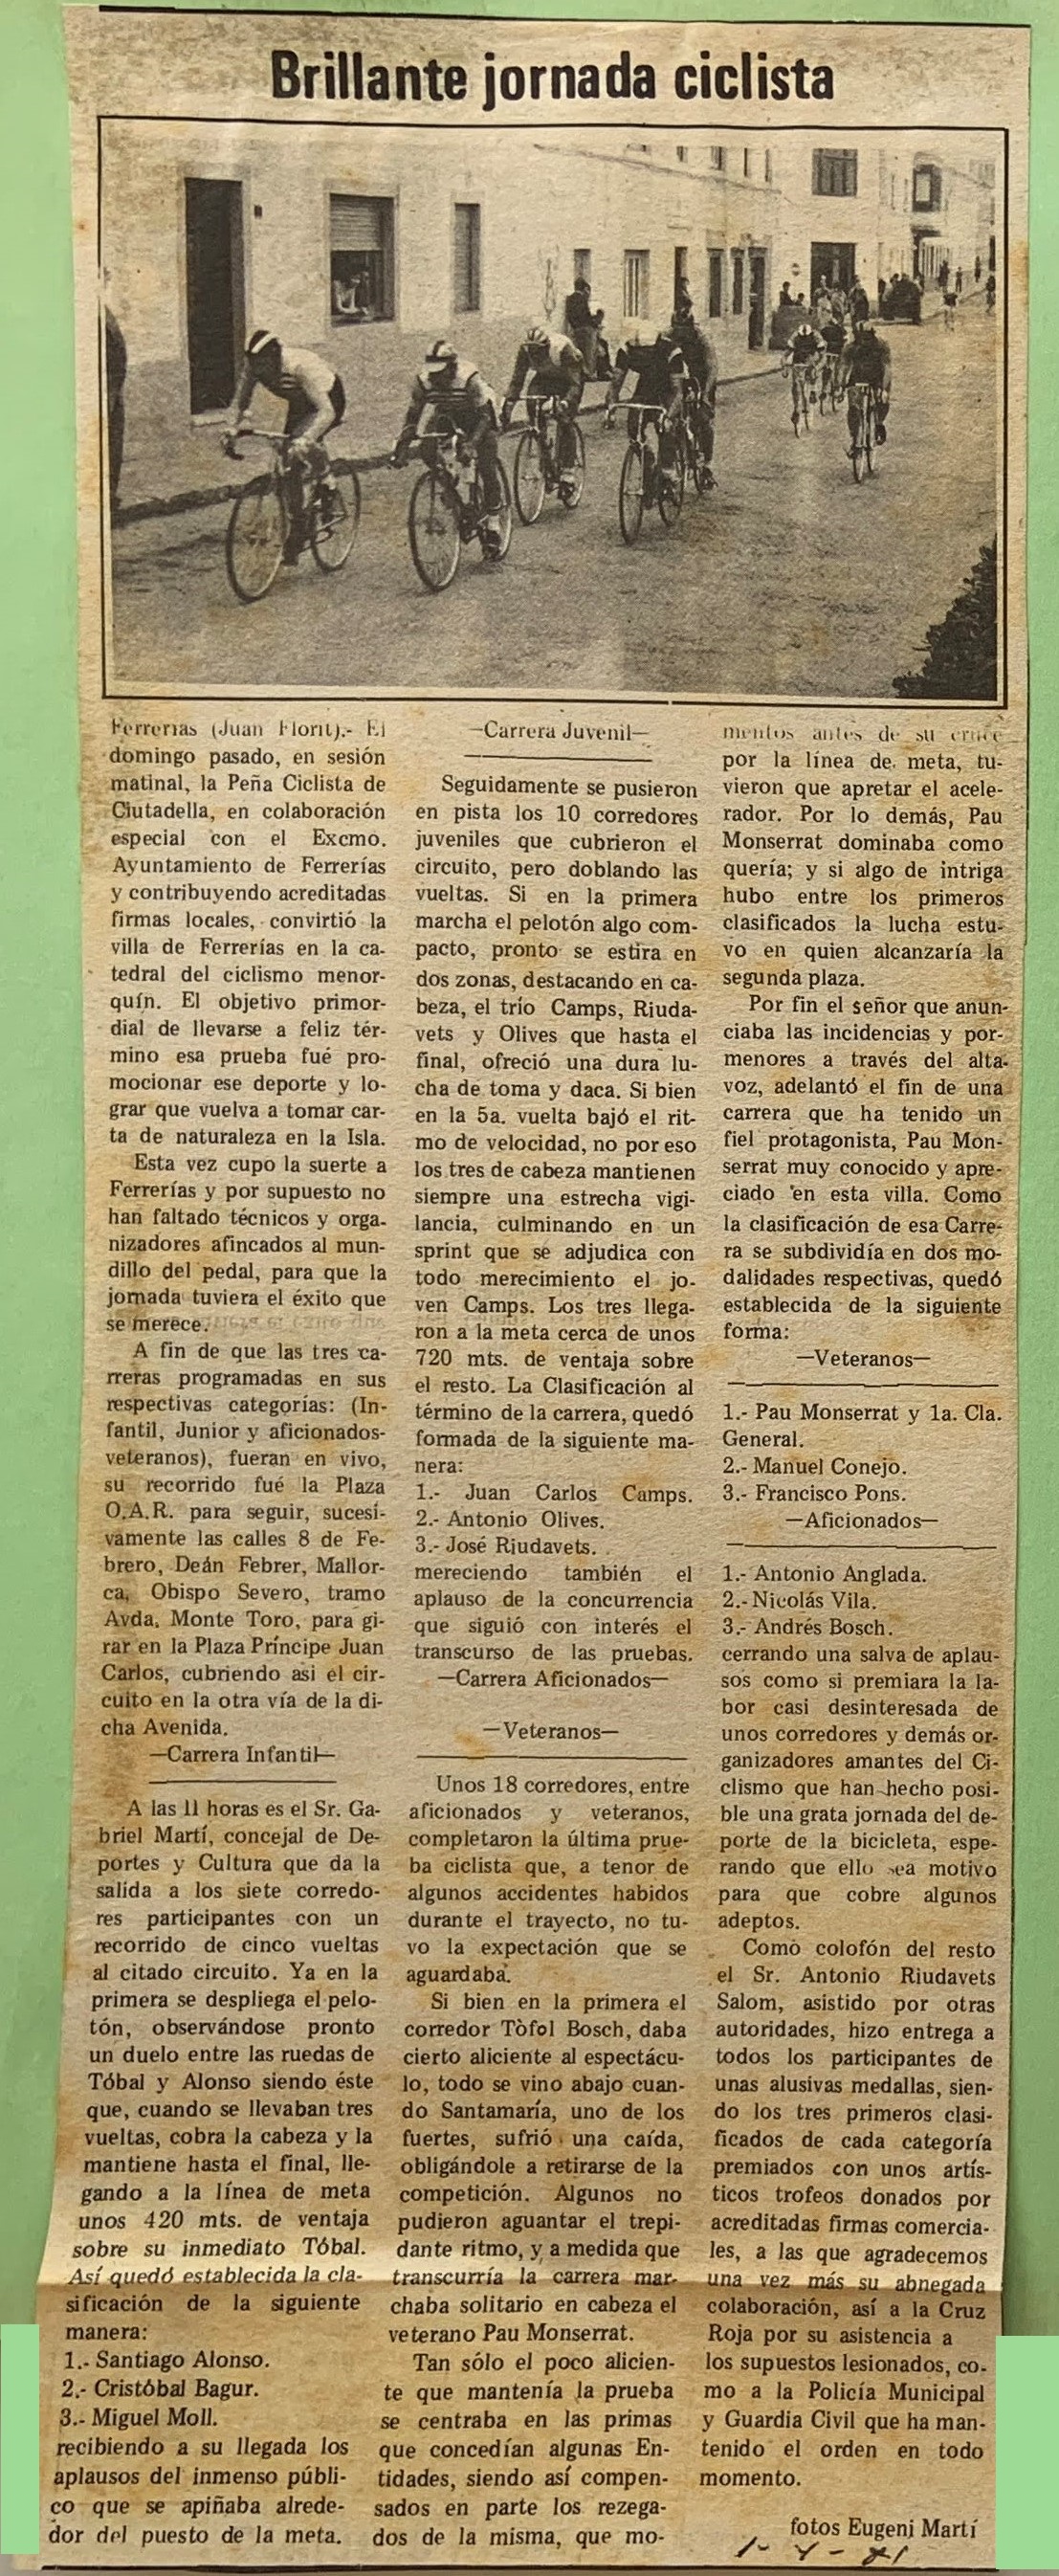 Brillante jornada ciclista
Ferrerías (Juan Florit).- El
domingo pasado, en sesión
matinal, la Peña Ciclista de
Ciutadella, en colaboración
especial con el Excmo.
Ayuntamiento de Ferrerías
y contribuyendo acreditadas
firmas locales, convirtió la
villa de Ferrerías en la ca-
tedral del ciclismo menor-
quín. El objetivo primor-
dial de llevarse a feliz tér-
mino esa prueba fué pro-
mocionar ese deporte y lo-
grar que vuelva a tomar car-
ta de naturaleza en la Isla.
Esta vez cupo la suerte a
Ferrerías y por supuesto no
han faltado técnicos y orga-
nizadores afincados al mun-
dillo del pedal, para que la
jornada tuviera el éxito que
se merece.
A fin de que las tres ca-
rreras programadas en sus
respectivas categorías: (In-
fantil, Junior y aficionados-
veteranos), fueran en vivo,
su recorrido fué la Plaza
O.A.R. para seguir, sucesi-
vamente las calles 8 de Fe-
brero, Deán Febrer, Mallor-
ca, Obispo Severo, tramo
Avda. Monte Toro, para gi-
rar en la Plaza Príncipe Juan
Carlos, cubriendo asi el cir-
cuito en la otra vía de la di-
cha Avenida.
—Carrera Infantil—
A las 11 horas es el Sr. Ga-
briel Martí, concejal de De-
portes y Cultura que da la
salida a los siete corredo-
res participantes con un
recorrido de cinco vueltas
al citado circuito. Ya en la
primera se despliega el pelo-
tón, observándose pronto
un duelo entre las ruedas de
Tóbal y Alonso siendo éste
que, cuando se llevaban tres
vueltas, cobra la cabeza y la
mantiene hasta el final, lle-
gando a la línea de meta
unos 420 mts. de ventaja
sobre su inmediato Tóbal.
Así quedó establecida la cla-
sificación de la siguiente
manera:
1.- Santiago Alonso.
2.- Cristóbal Bagur.
3.- Miguel Moll.
recibiendo a su llegada los
aplausos del inmenso públi-
co que se apiñaba alrede-
dor del puesto de la meta.
—Carrera Juvenil—
Seguidamente se pusieron
en pista los 10 corredores
juveniles que cubrieron el
circuito, pero doblando las
vueltas. Si en la primera
marcha el pelotón algo com-
pacto, pronto se estira en
dos zonas, destacando en ca-
beza, el trío Camps, Riuda-
vets y Olives que hasta el
final, ofreció una dura lu-
cha de toma y daca. Si bien
en la 5a. vuelta bajó el rit-
mo de velocidad, no por eso
los tres de cabeza mantienen
siempre una estrecha vigi-
lancia, culminando en un
sprint que se adjudica con
todo merecimiento el jo-
ven Camps. Los tres llega-
ron a la meta cerca de unos
720 mts. de ventaja sobre
el resto. La Clasificación al
término de la carrera, quedó
formada de la siguiente ma-
nera:
1.- Juan Carlos Camps.
2.- Antonio Olives.
3.- José Riudavets.
mereciendo también el
aplauso de la concurrencia
que siguió con interés el
transcurso de las pruebas.
—Carrera Aficionados—
—Veteranos—
Unos 18 corredores, entre
aficionados y veteranos,
completaron la última prue-
ba ciclista que, a tenor de
algunos accidentes habidos
durante el trayecto, no tu-
vo la expectación que se
aguardaba.
Si bien en la primera el
corredor Tòfol Bosch, daba
cierto aliciente al espectácu-
lo, todo se vino abajo cuan-
do Santamaría, uno de los
fuertes, sufrió una caída,
obligándole a retirarse de la
competición. Algunos no
pudieron aguantar el trepi-
dante ritmo, y a medida que
transcurría la carrera mar-
chaba solitario en cabeza el
veterano Pau Monserrat.
Tan sólo el poco alicien-
te que mantenía la prueba
se centraba en las primas
que concedían algunas En-
tidades, siendo así compen-
sados en parte los rezega-
dos de la misma, que mo-
mentos antes de su cruce
por la línea de meta, tu-
vieron que apretar el acele-
rador. Por lo demás, Pau
Monserrat dominaba como
quería; y si algo de intriga
hubo entre los primeros
clasificados la lucha estu-
vo en quien alcanzaría la
segunda plaza.
Por fin el señor que anun-
ciaba las incidencias y por-
menores a través del alta-
voz, adelantó el fin de una
carrera que ha tenido un
fiel protagonista, Pau Mon-
serrat muy conocido y apre-
ciado en esta villa. Como
la clasificación de esa Carre-
ra se subdividía en dos mo-
dalidades respectivas, quedó
establecida de la siguiente
forma:
—Veteranos—
1.- Pau Monserrat y 1a. Cla.
General.
2.- Manuel Conejo.
3.- Francisco Pons.
—Aficionados—
1.- Antonio Anglada.
2.- Nicolás Vila.
3.- Andrés Bosch.
cerrando una salva de aplau-
sos como si premiara la la-
bor casi desinteresada de
unos corredores y demás or-
ganizadores amantes del Ci-
clismo que han hecho posi-
ble una grata jornada del de-
porte de la bicicleta, espe-
rando que ello sea motivo
para que cobre algunos
adeptos.
Como colofón del resto
el Sr. Antonio Riudavets
Salom, asistido por otras
autoridades, hizo entrega a
todos los participantes de
unas alusivas medallas, sien-
do los tres primeros clasi-
ficados de cada categoría
premiados con unos artís-
ticos trofeos donados por
acreditadas firmas comercia-
les, a las que agradecemos
una vez más su abnegada
colaboración, así a la Cruz
Roja por su asistencia a
los supuestos lesionados, co-
mo a la Policía Municipal
y Guardia Civil que ha man-
tenido el orden en todo
momento.
fotos Eugeni Martí